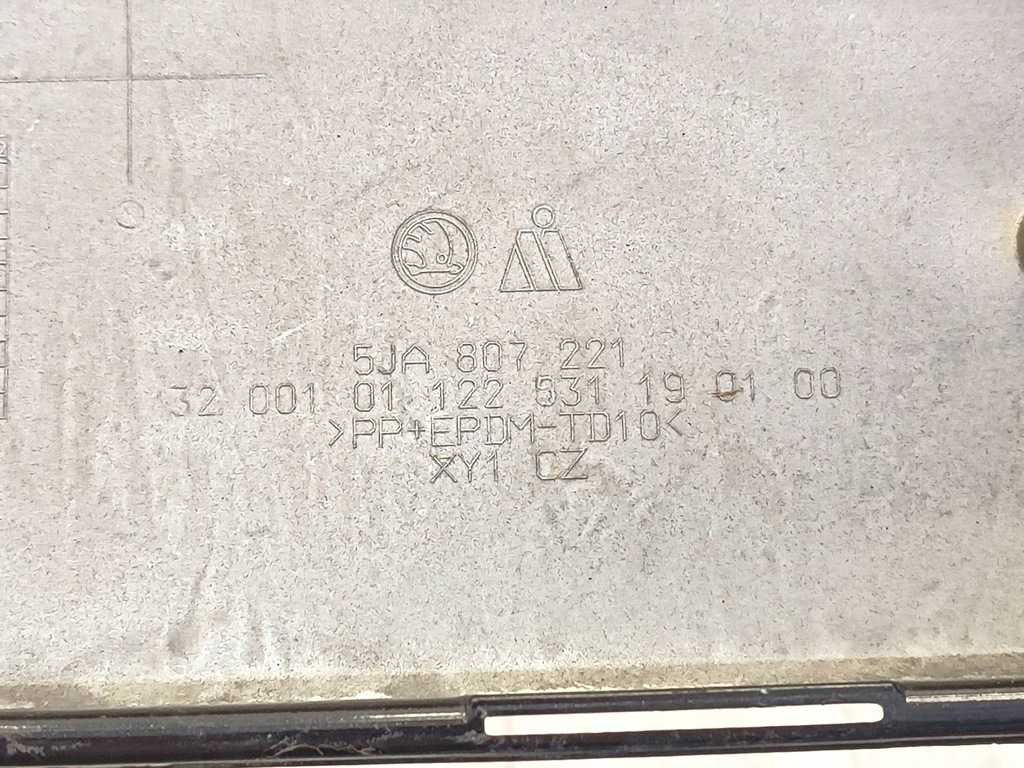 5JA 807 221
32 001 01 122 531 19 01 00
>PP+EPDM-TD10<
XY1 CZ